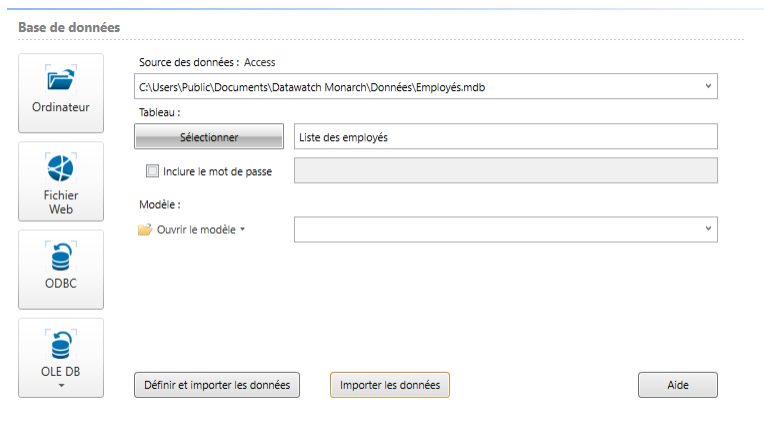 Base de données
Ordinateur
Fichier
Web
ODBC
OLE DB
Source des données : Access
C:\Users\Public\Documents\Datawatch Monarch\Données\Employés.mdb
Tableau :
Sélectionner
Liste des employés
Inclure le mot de passe
Modèle :
Ouvrir le modèle
Définir et importer les données
Importer les données
Aide